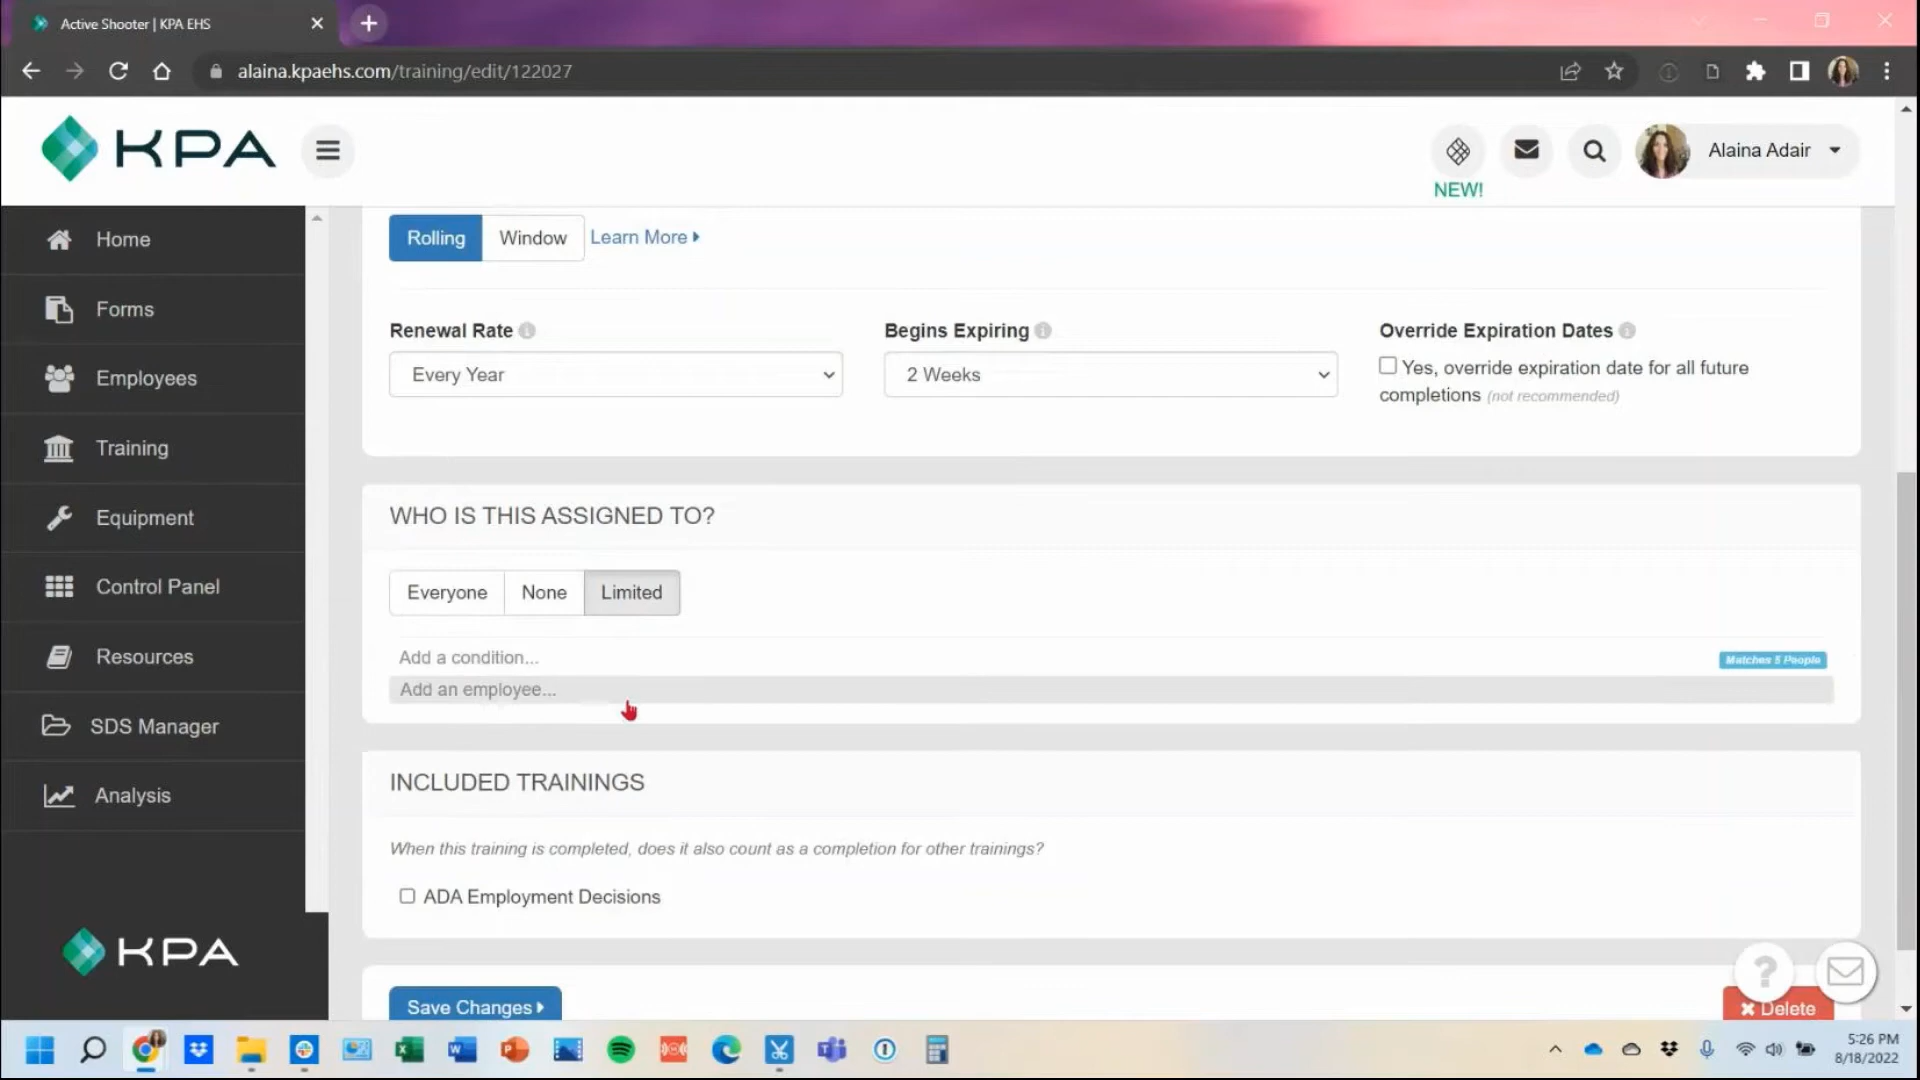 Active Shooter | KPA EHS
alaina.kpaehs.com/training/edit/122027
KPA
NEW!
Alaina Adair
Home
Forms
Employees
Training
Equipment
Control Panel
Resources
SDS Manager
Analysis
KPA
Rolling
Window
Learn More
Renewal Rate
Every Year
Begins Expiring
2 Weeks
Override Expiration Dates
Yes, override expiration date for all future
completions (not recommended)
WHO IS THIS ASSIGNED TO?
Everyone
None
Limited
Add a condition...
Matches 5 People
Add an employee...
INCLUDED TRAININGS
When this training is completed, does it also count as a completion for other trainings?
ADA Employment Decisions
Save Changes
Delete
5:26 PM
8/18/2022